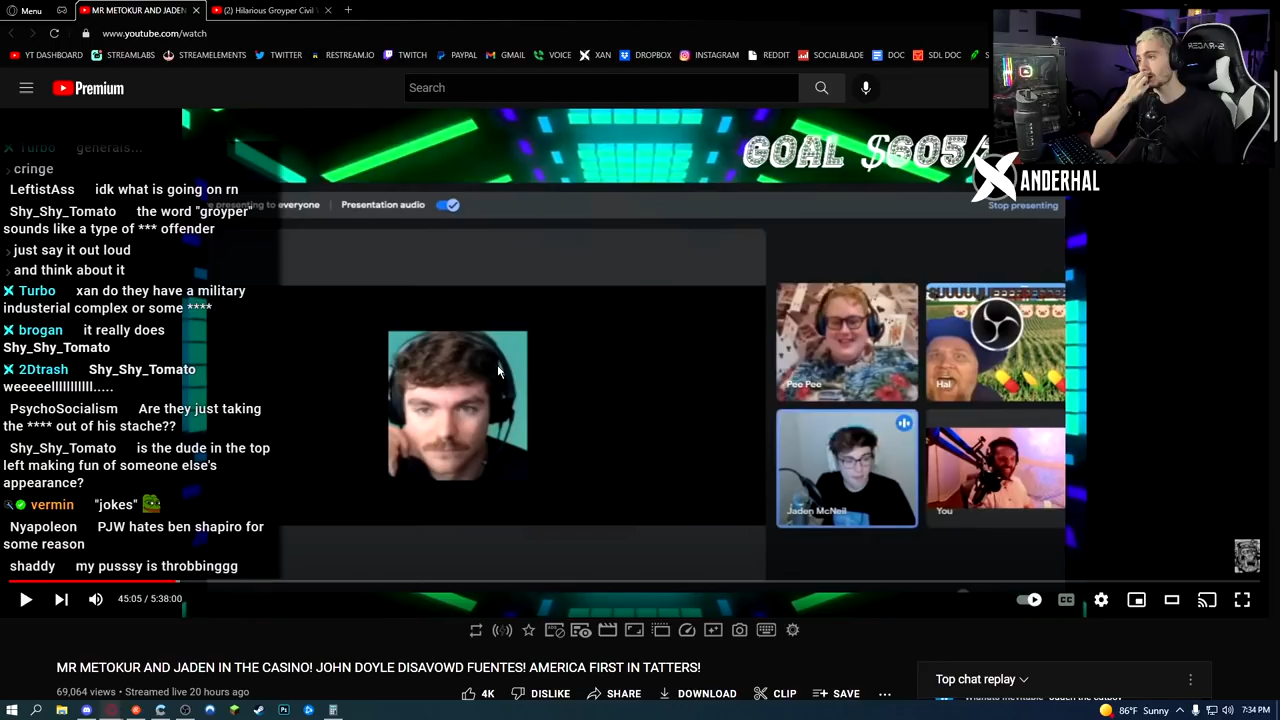 Menu
MR METOKUR AND JADEN
(2) Hilarious Groyper Civil
www.youtube.com/watch
YT DASHBOARD STREAMLABS STREAMELEMENTS TWITTER RESTREAM.IO TWITCH PAYPAL GMAIL VOICE XAN DROPBOX INSTAGRAM REDDIT SOCIALBLADE DOC SDL DOC
Premium
Search
GOAL $605/
XANDERHAL
presenting to everyone
Presentation audio
Stop presenting
Turbo generals...
cringe
LeftistAss idk what is going on rn
Shy_Shy_Tomato the word "groyper"
sounds like a type of *** offender
just say it out loud
and think about it
Turbo xan do they have a military
industerial complex or some ****
brogan it really does
Shy_Shy_Tomato
2Dtrash Shy_Shy_Tomato
weeeeellllllllll.....
PsychoSocialism Are they just taking
the **** out of his stache??
Shy_Shy_Tomato is the dude in the top
left making fun of someone else's
appearance?
vermin "jokes"
Nyapoleon PJW hates ben shapiro for
some reason
shaddy my pusssy is throbbinggg
Pee Pee
Hal
Jaden McNeil
You
45:05 / 5:38:00
MR METOKUR AND JADEN IN THE CASINO! JOHN DOYLE DISAVOWD FUENTES! AMERICA FIRST IN TATTERS!
69,064 views • Streamed live 20 hours ago
4K DISLIKE SHARE DOWNLOAD CLIP SAVE
Top chat replay
86°F Sunny
7:34 PM